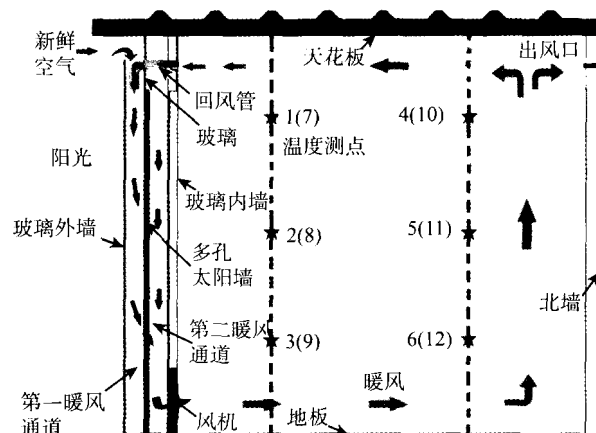 新鲜
空气
天花板
出风口
回风管
玻璃
1(7)
4(10)
温度测点
阳光
玻璃内墙
玻璃外墙
2(8)
5(11)
多孔
太阳墙
北墙
第二暖风
通道
3(9)
6(12)
第一暖风
通道
暖风
风机
地板